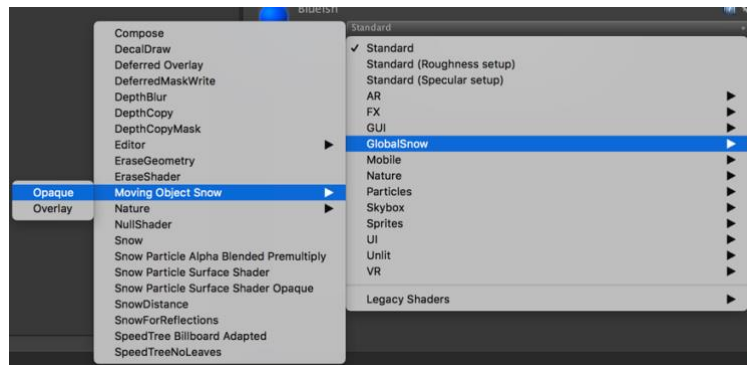 Blueish
Standard
Compose
DecalDraw
Deferred Overlay
DeferredMaskWrite
DepthBlur
DepthCopy
DepthCopyMask
Editor
EraseGeometry
EraseShader
Moving Object Snow
Nature
NullShader
Snow
Snow Particle Alpha Blended Premultiply
Snow Particle Surface Shader
Snow Particle Surface Shader Opaque
SnowDistance
SnowForReflections
SpeedTree Billboard Adapted
SpeedTreeNoLeaves
Opaque
Overlay
✓ Standard
Standard (Roughness setup)
Standard (Specular setup)
AR
FX
GUI
GlobalSnow
Mobile
Nature
Particles
Skybox
Sprites
UI
Unlit
VR
Legacy Shaders